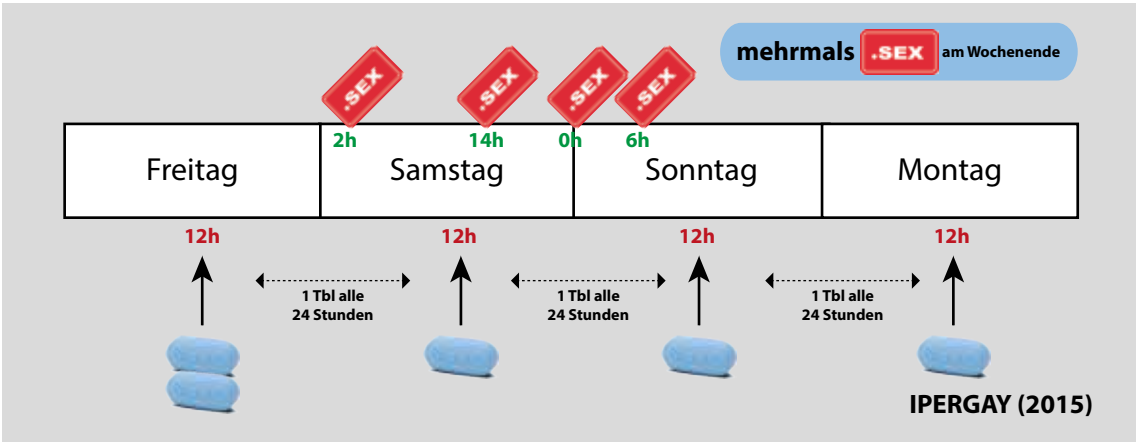 mehrmals .SEX am Wochenende
.SEX .SEX .SEX .SEX
2h 14h 0h 6h
Freitag Samstag Sonntag Montag
12h 12h 12h 12h
1 Tbl alle 1 Tbl alle 1 Tbl alle
24 Stunden 24 Stunden 24 Stunden
IPERGAY (2015)